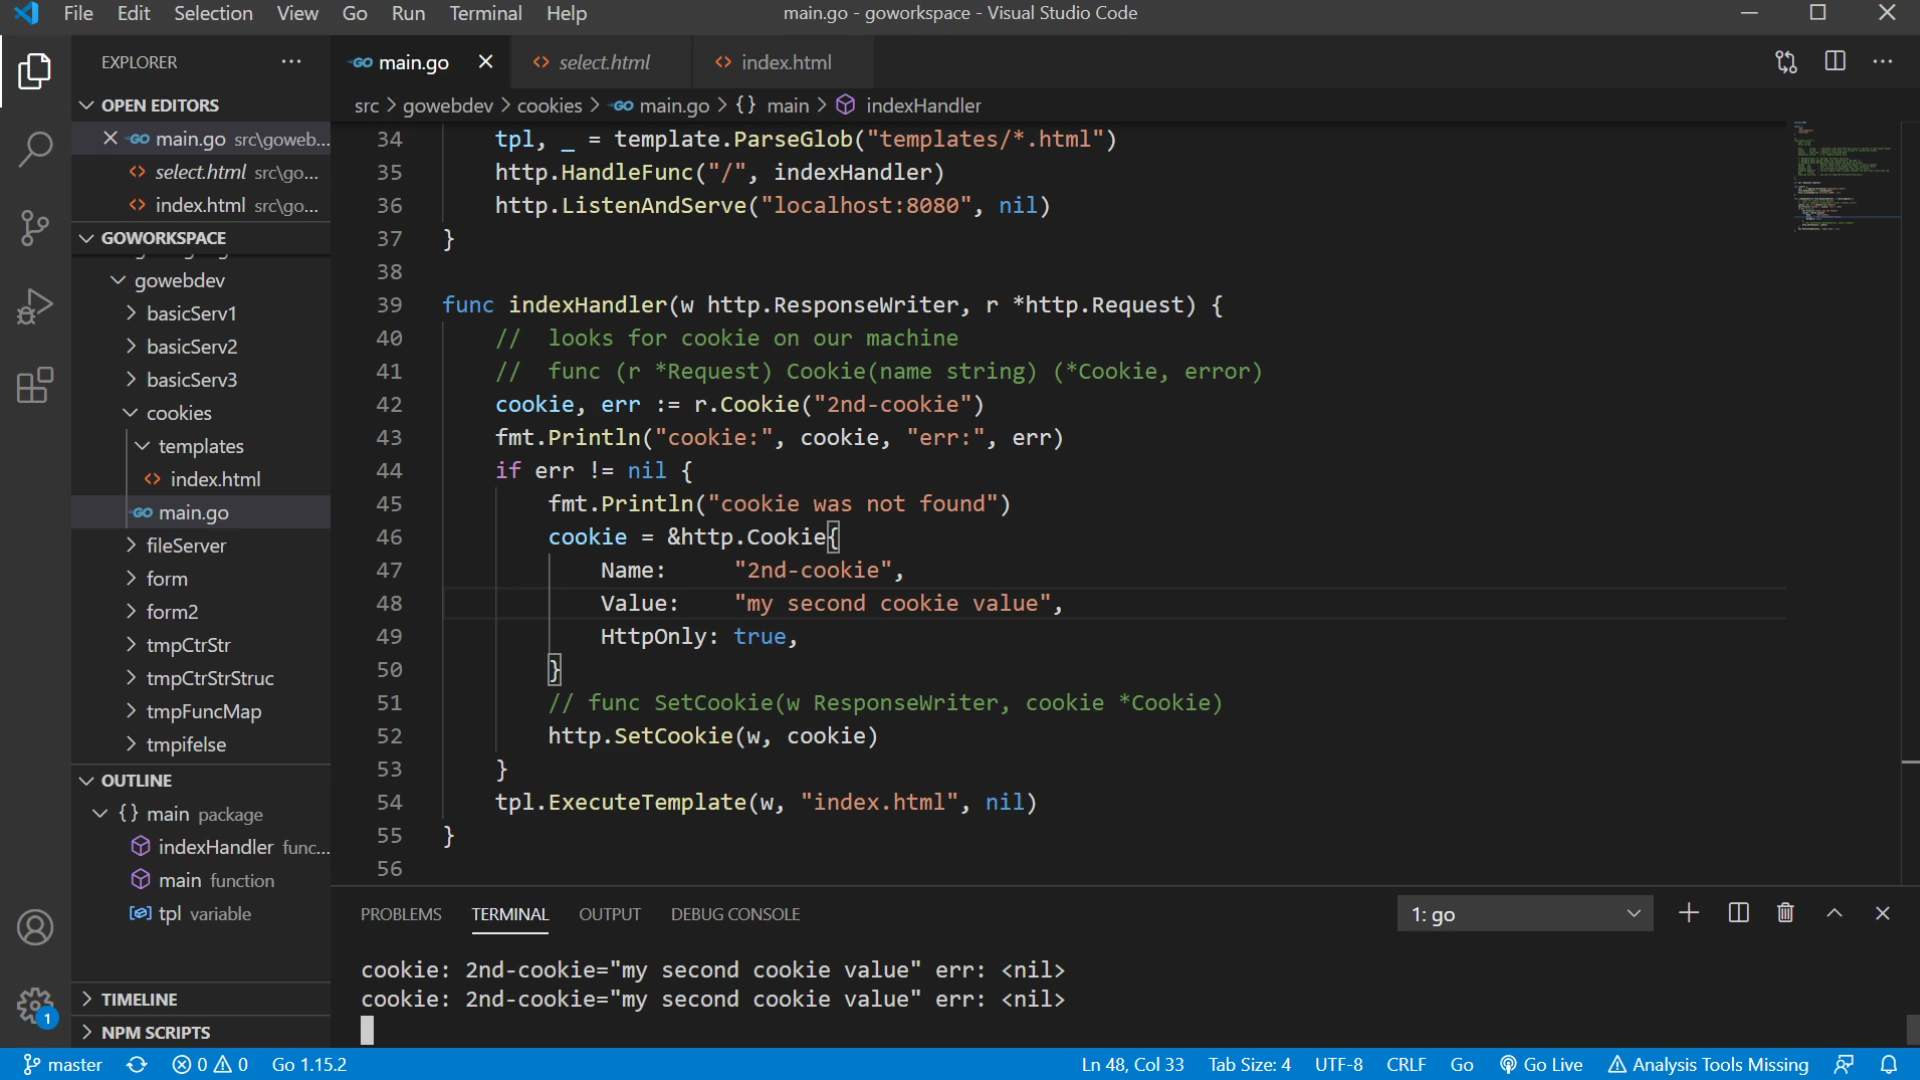 File Edit Selection View Go Run Terminal Help
main.go - goworkspace - Visual Studio Code
EXPLORER
OPEN EDITORS
main.go src\goweb...
select.html src\go...
index.html src\go...
GOWORKSPACE
gowebdev
basicServ1
basicServ2
basicServ3
cookies
templates
index.html
main.go
fileServer
form
form2
tmpCtrStr
tmpCtrStrStruc
tmpFuncMap
tmpifelse
OUTLINE
{} main package
indexHandler func...
main function
tpl variable
TIMELINE
NPM SCRIPTS
1
main.go select.html index.html
src > gowebdev > cookies > main.go > {} main > indexHandler
34 tpl, _ = template.ParseGlob("templates/*.html")
35 http.HandleFunc("/", indexHandler)
36 http.ListenAndServe("localhost:8080", nil)
37 }
38
39 func indexHandler(w http.ResponseWriter, r *http.Request) {
40 // looks for cookie on our machine
41 // func (r *Request) Cookie(name string) (*Cookie, error)
42 cookie, err := r.Cookie("2nd-cookie")
43 fmt.Println("cookie:", cookie, "err:", err)
44 if err != nil {
45 fmt.Println("cookie was not found")
46 cookie = &http.Cookie{
47 Name: "2nd-cookie",
48 Value: "my second cookie value",
49 HttpOnly: true,
50 }
51 // func SetCookie(w ResponseWriter, cookie *Cookie)
52 http.SetCookie(w, cookie)
53 }
54 tpl.ExecuteTemplate(w, "index.html", nil)
55 }
56
PROBLEMS TERMINAL OUTPUT DEBUG CONSOLE 1: go
cookie: 2nd-cookie="my second cookie value" err: <nil>
cookie: 2nd-cookie="my second cookie value" err: <nil>
master 0 0 Go 1.15.2 Ln 48, Col 33 Tab Size: 4 UTF-8 CRLF Go Go Live Analysis Tools Missing